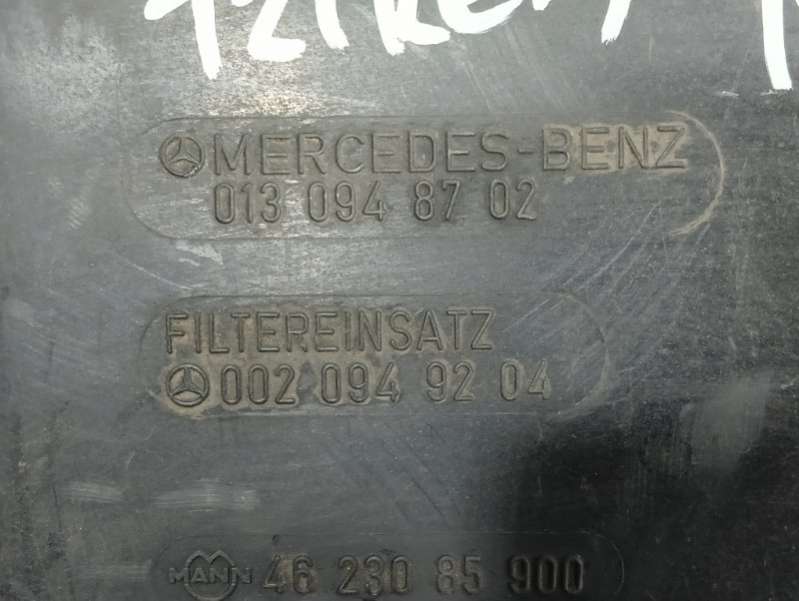 MERCEDES-BENZ
013 094 87 02
FILTEREINSATZ
002 094 92 04
MANN 46 230 85 900